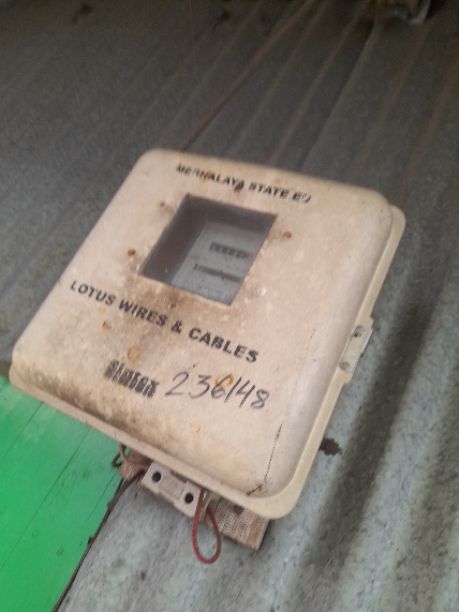 MEGHALAYA STATE EB
LOTUS WIRES & CABLES
236148